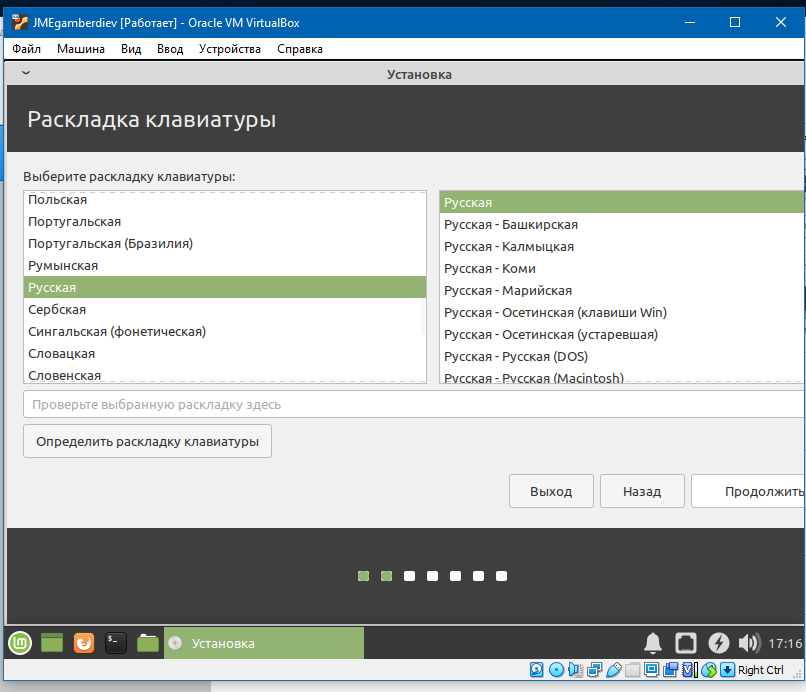 JMEgamberdiev [Работает] - Oracle VM VirtualBox
Файл Машина Вид Ввод Устройства Справка
Установка
Раскладка клавиатуры
Выберите раскладку клавиатуры:
Польская
Португальская
Португальская (Бразилия)
Румынская
Русская
Сербская
Сингальская (фонетическая)
Словацкая
Словенская
Русская
Русская - Башкирская
Русская - Калмыцкая
Русская - Коми
Русская - Марийская
Русская - Осетинская (клавиши Win)
Русская - Осетинская (устаревшая)
Русская - Русская (DOS)
Русская - Русская (Macintosh)
Проверьте выбранную раскладку здесь
Определить раскладку клавиатуры
Выход Назад Продолжить
Установка 17:16
Right Ctrl